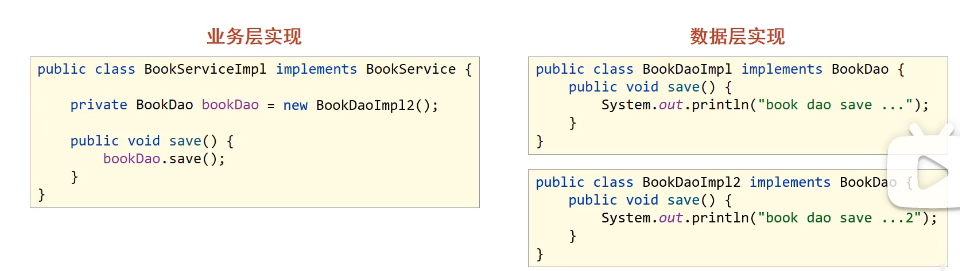 业务层实现
public class BookServiceImpl implements BookService {
    private BookDao bookDao = new BookDaoImpl2();
    public void save() {
        bookDao.save();
    }
}
数据层实现
public class BookDaoImpl implements BookDao {
    public void save() {
        System.out.println("book dao save ...");
    }
}
public class BookDaoImpl2 implements BookDao {
    public void save() {
        System.out.println("book dao save ...2");
    }
}